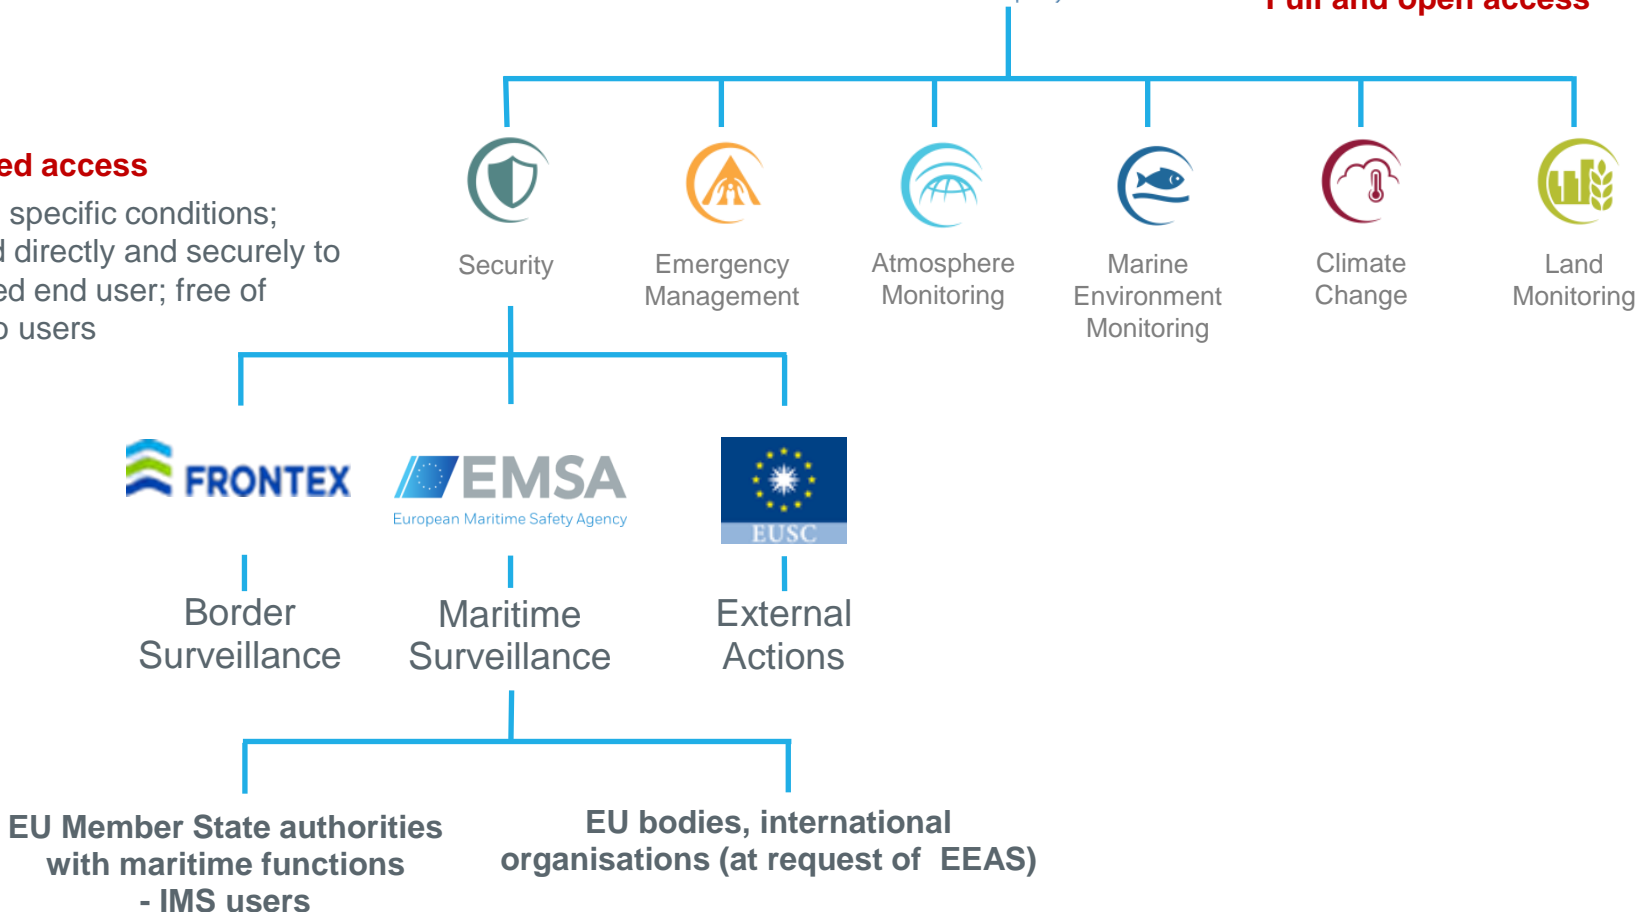 Full and open access
ed access
specific conditions;
d directly and securely to
ed end user; free of
o users
Security
Emergency
Management
Atmosphere
Monitoring
Marine
Environment
Monitoring
Climate
Change
Land
Monitoring
FRONTEX
EMSA
European Maritime Safety Agency
EUSC
Border
Surveillance
Maritime
Surveillance
External
Actions
EU Member State authorities
with maritime functions
- IMS users
EU bodies, international
organisations (at request of EEAS)